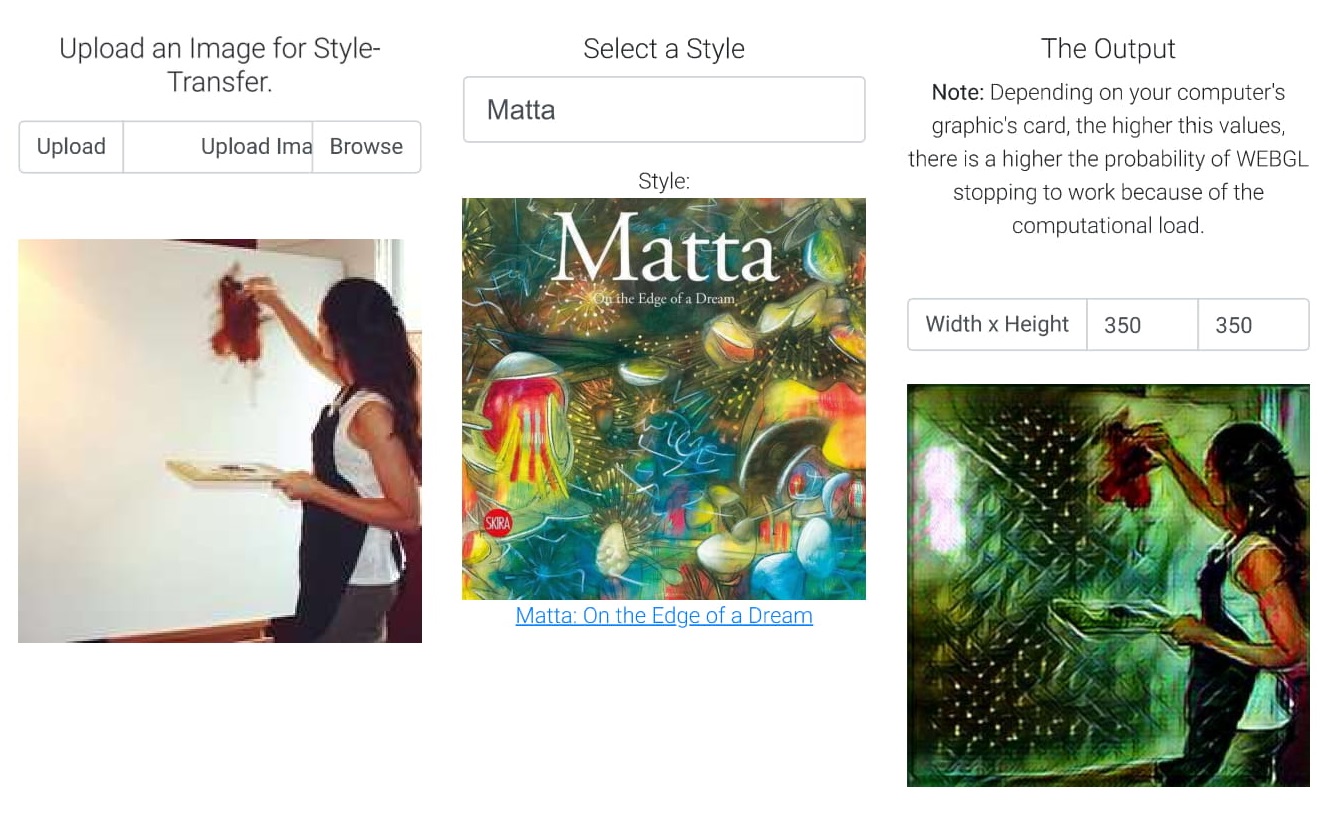 Upload an Image for Style-
Transfer.
Upload
Upload Ima
Browse
Select a Style
Matta
Style:
Matta
On the Edge of a Dream
SKIRA
Matta: On the Edge of a Dream
The Output
Note: Depending on your computer's
graphic's card, the higher this values,
there is a higher the probability of WEBGL
stopping to work because of the
computational load.
Width x Height
350
350